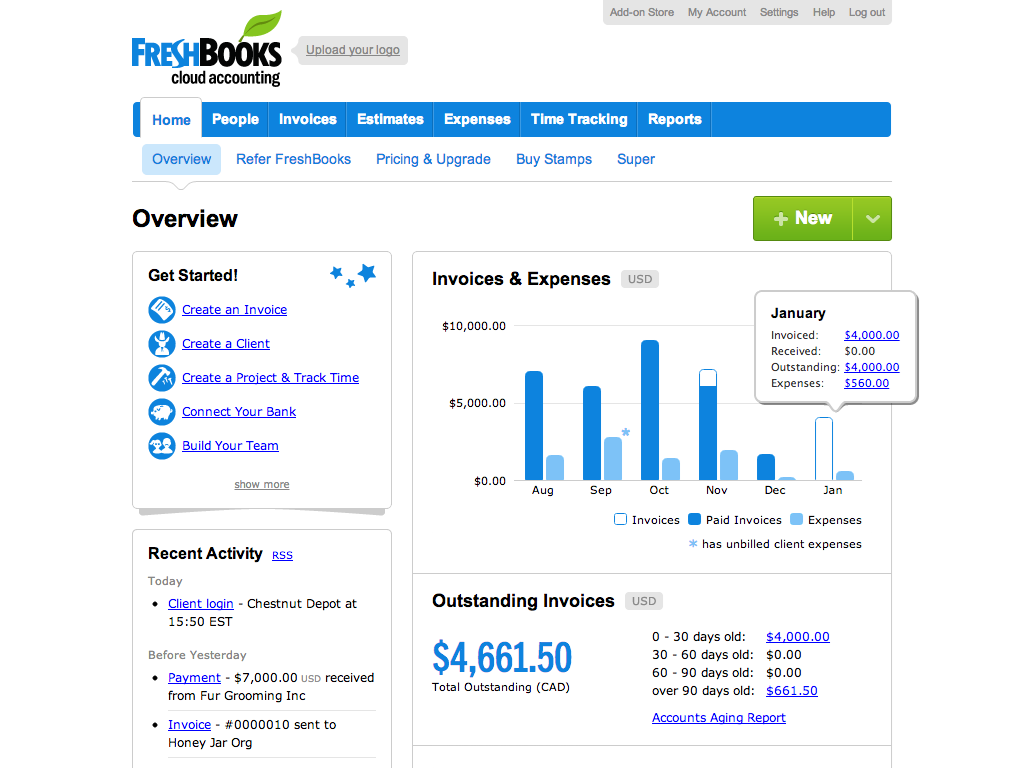 Add-on Store My Account Settings Help Log out
FRESHBOOKS
cloud accounting
Upload your logo
Home People Invoices Estimates Expenses Time Tracking Reports
Overview Refer FreshBooks Pricing & Upgrade Buy Stamps Super
Overview
+ New
Get Started!
Create an Invoice
Create a Client
Create a Project & Track Time
Connect Your Bank
Build Your Team
show more
Recent Activity RSS
Today
• Client login - Chestnut Depot at
15:50 EST
Before Yesterday
• Payment - $7,000.00 USD received
from Fur Grooming Inc
• Invoice - #0000010 sent to
Honey Jar Org
Invoices & Expenses USD
$10,000.00
$5,000.00
$0.00
*
Aug Sep Oct Nov Dec Jan
January
Invoiced: $4,000.00
Received: $0.00
Outstanding: $4,000.00
Expenses: $560.00
Invoices Paid Invoices Expenses
* has unbilled client expenses
Outstanding Invoices USD
$4,661.50
Total Outstanding (CAD)
0 - 30 days old: $4,000.00
30 - 60 days old: $0.00
60 - 90 days old: $0.00
over 90 days old: $661.50
Accounts Aging Report